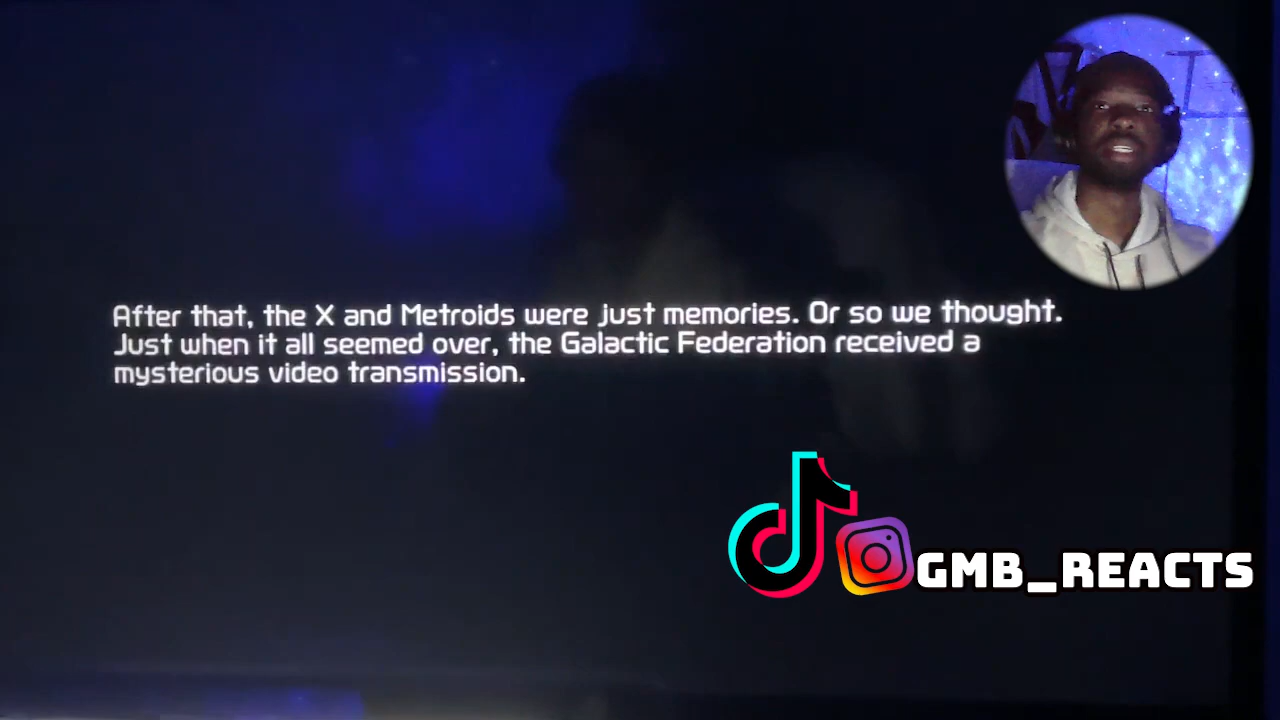 After that, the X and Metroids were just memories. Or so we thought.
Just when it all seemed over, the Galactic Federation received a
mysterious video transmission.
GMB_REACTS